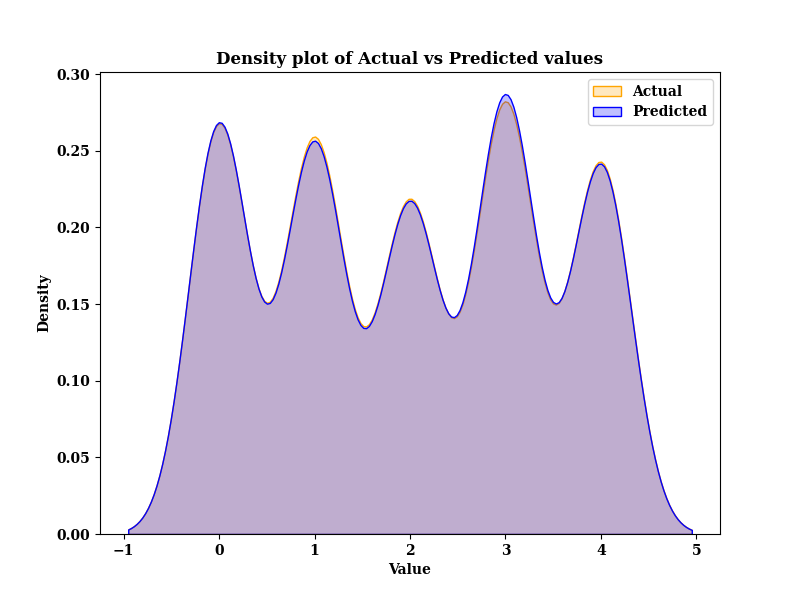 Density plot of Actual vs Predicted values
Actual
Predicted
Density
0.30
0.25
0.20
0.15
0.10
0.05
0.00
−1 0 1 2 3 4 5
Value